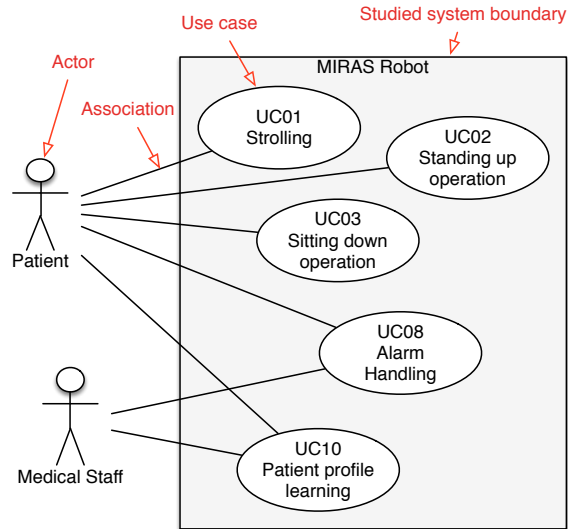 Studied system boundary
Use case
Actor
MIRAS Robot
Association
UC01
Strolling
UC02
Standing up
operation
UC03
Sitting down
operation
Patient
UC08
Alarm
Handling
UC10
Patient profile
learning
Medical Staff